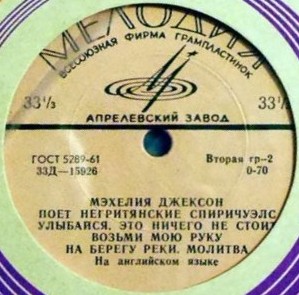 МЕЛОДИЯ
ВСЕСОЮЗНАЯ ФИРМА ГРАМПЛАСТИНОК
33⅓ 33⅓
АПРЕЛЕВСКИЙ ЗАВОД
ГОСТ 5289-61 Вторая гр-2
33Д-15926 0-70
МЭХЕЛИЯ ДЖЕКСОН
ПОЕТ НЕГРИТЯНСКИЕ СПИРИЧУЭЛС
УЛЫБАЙСЯ, ЭТО НИЧЕГО НЕ СТОИТ
ВОЗЬМИ МОЮ РУКУ
НА БЕРЕГУ РЕКИ. МОЛИТВА
На английском языке